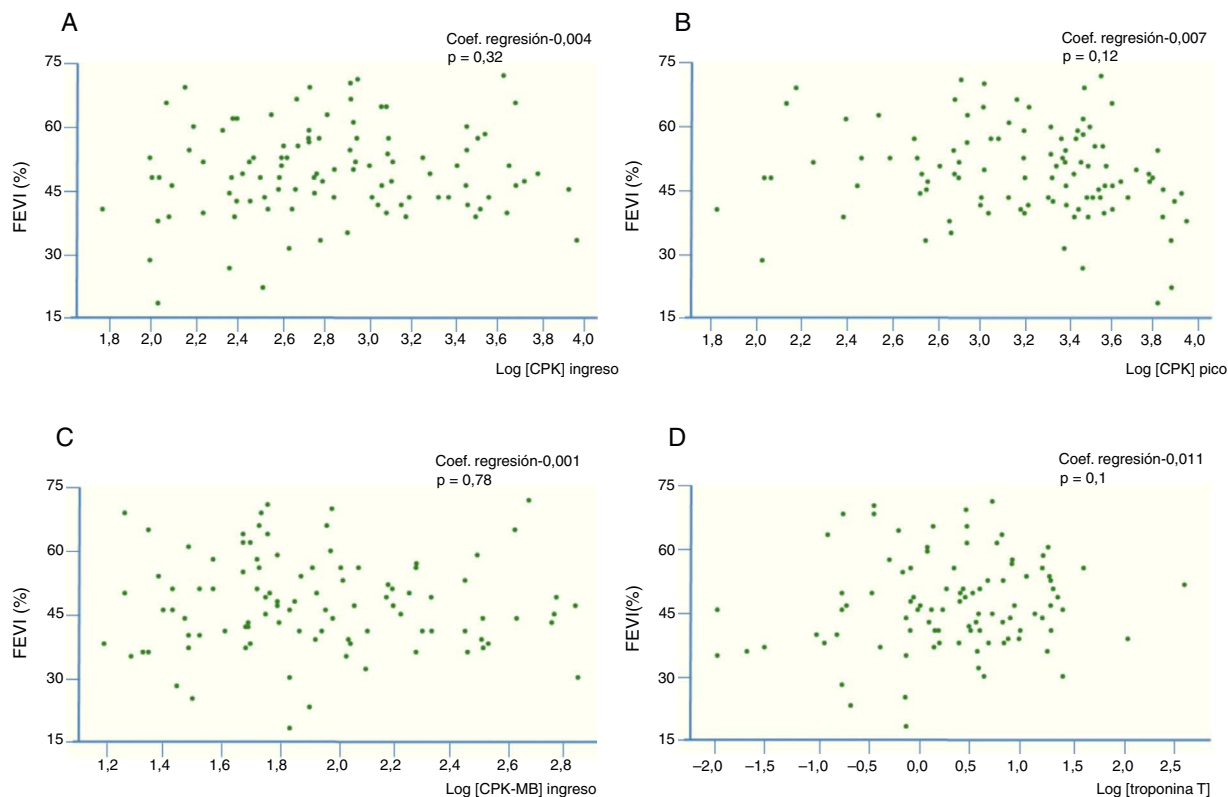 A
Coef. regresión-0,004
p = 0,32
75
60
45
30
15
FEVI (%)
1,8 2,0 2,2 2,4 2,6 2,8 3,0 3,2 3,4 3,6 3,8 4,0
Log [CPK] ingreso
B
Coef. regresión-0,007
p = 0,12
75
60
45
30
15
FEVI (%)
1,8 2,0 2,2 2,4 2,6 2,6 3,0 3,2 3,4 3,6 3,8 4,0
Log [CPK] pico
C
Coef. regresión-0,001
p = 0,78
75
60
45
30
15
FEVI (%)
1,2 1,4 1,6 1,8 2,0 2,2 2,4 2,6 2,8
Log [CPK-MB] ingreso
D
Coef. regresión-0,011
p = 0,1
75
60
45
30
15
FEVI(%)
–2,0 –1,5 –1,0 –0,5 0,0 0,5 1,0 1,5 2,0 2,5
Log [troponina T]